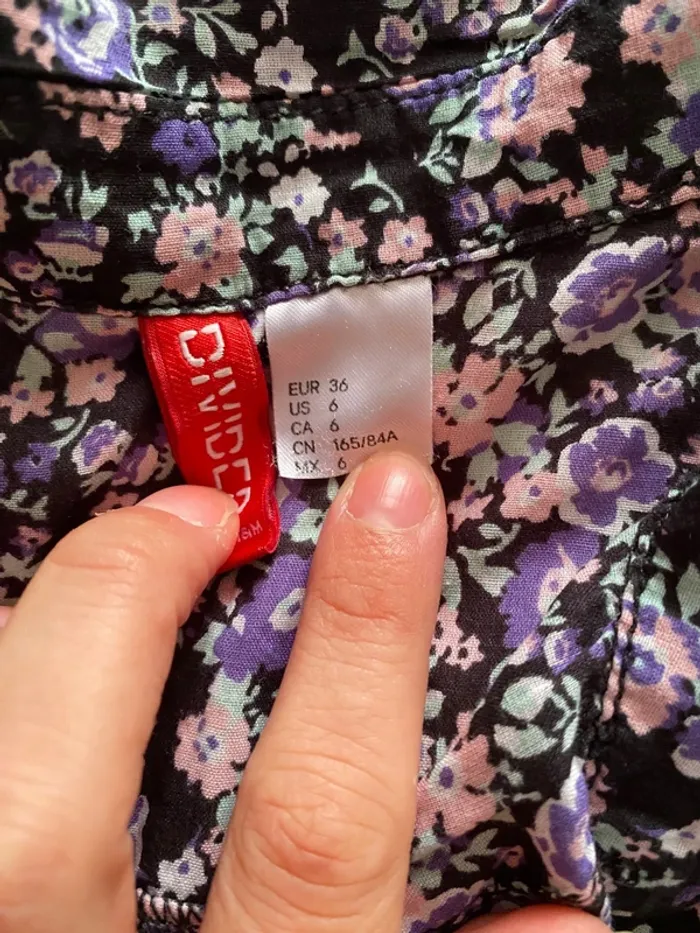 DIVIDED
H&M
EUR 36
US 6
CA 6
CN 165/84A
MX 6